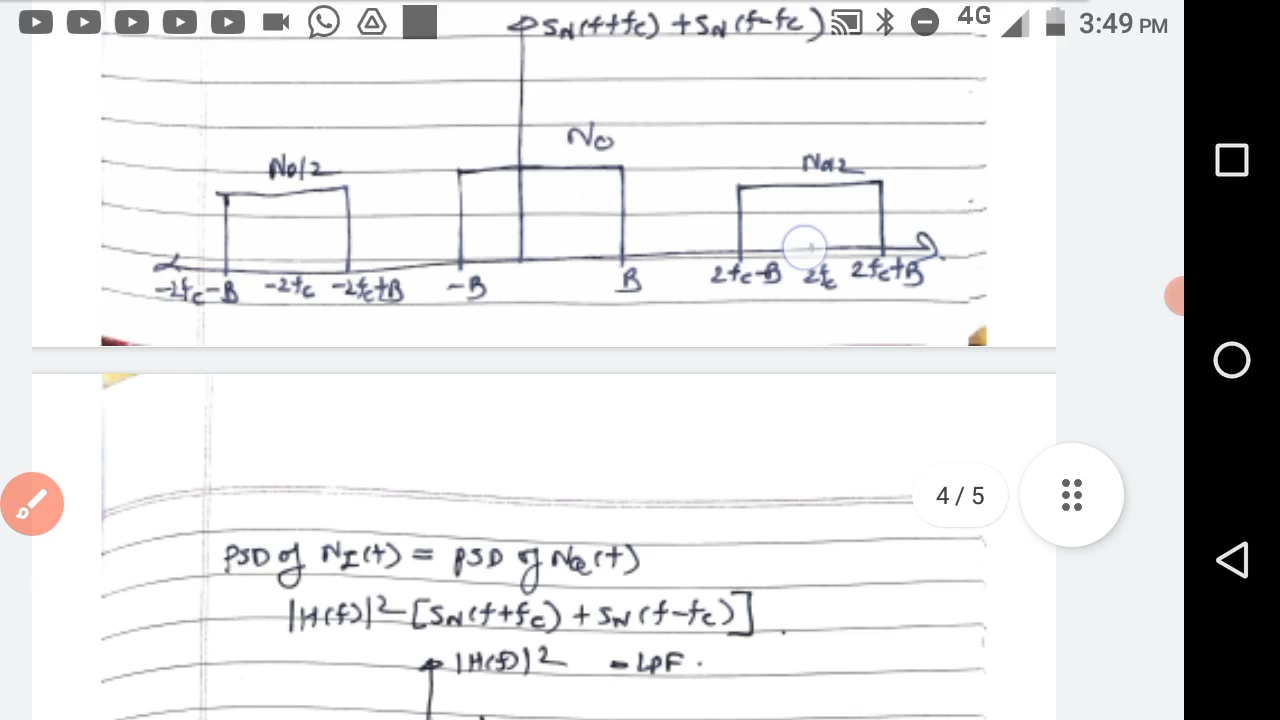 4G 3:49 PM
SN(f+fc) + SN(f-fc)
No
No/2 No/2
-2fc-B -2fc -2fc+B -B B 2fc-B 2fc 2fc+B
4 / 5
PSD of NI(t) = PSD of NQ(t)
|H(f)|2 [SN(f+fc) + SN(f-fc)] .
|H(f)|2 - LPF .